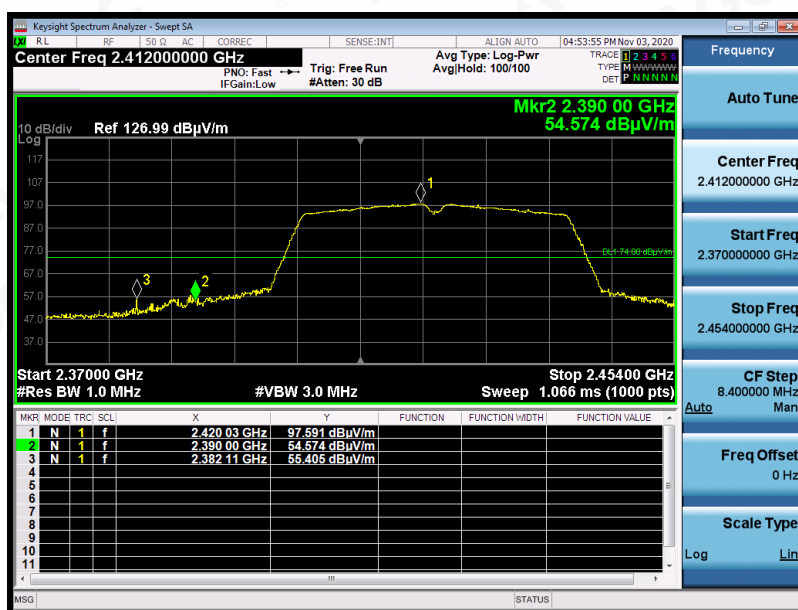 Keysight Spectrum Analyzer - Swept SA
LXI RL RF 50 Ω AC CORREC SENSE:INT ALIGN AUTO 04:53:55 PM Nov 03, 2020
Center Freq 2.412000000 GHz
PNO: Fast
IFGain:Low
Trig: Free Run
#Atten: 30 dB
Avg Type: Log-Pwr
Avg|Hold: 100/100
TRACE 1 2 3 4 5 6
TYPE M WWWWW
DET P N N N N N
Mkr2 2.390 00 GHz
54.574 dBµV/m
10 dB/div Ref 126.99 dBµV/m
Log
117
107
97.0
87.0
77.0
67.0
57.0
47.0
37.0
1
2
3
DL1 74.00 dBµV/m
Start 2.37000 GHz Stop 2.45400 GHz
#Res BW 1.0 MHz #VBW 3.0 MHz Sweep 1.066 ms (1000 pts)
MKR MODE TRC SCL X Y FUNCTION FUNCTION WIDTH FUNCTION VALUE
1 N 1 f 2.420 03 GHz 97.591 dBµV/m
2 N 1 f 2.390 00 GHz 54.574 dBµV/m
3 N 1 f 2.382 11 GHz 55.405 dBµV/m
4
5
6
7
8
9
10
11
MSG STATUS
Frequency
Auto Tune
Center Freq
2.412000000 GHz
Start Freq
2.370000000 GHz
Stop Freq
2.454000000 GHz
CF Step
8.400000 MHz
Auto Man
Freq Offset
0 Hz
Scale Type
Log Lin